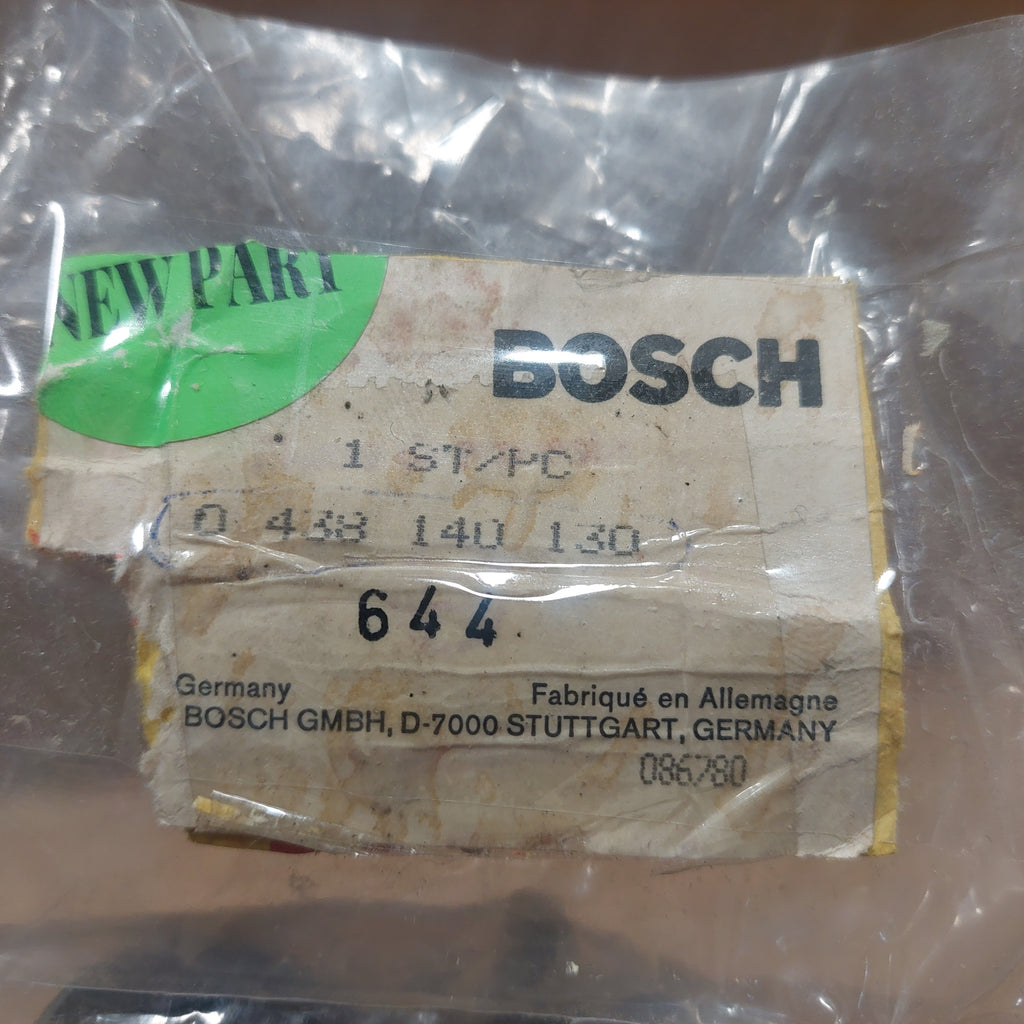 NEW PART
BOSCH
1 ST/PC
0 438 140 130
644
Germany Fabriqué en Allemagne
BOSCH GMBH, D-7000 STUTTGART, GERMANY
086780